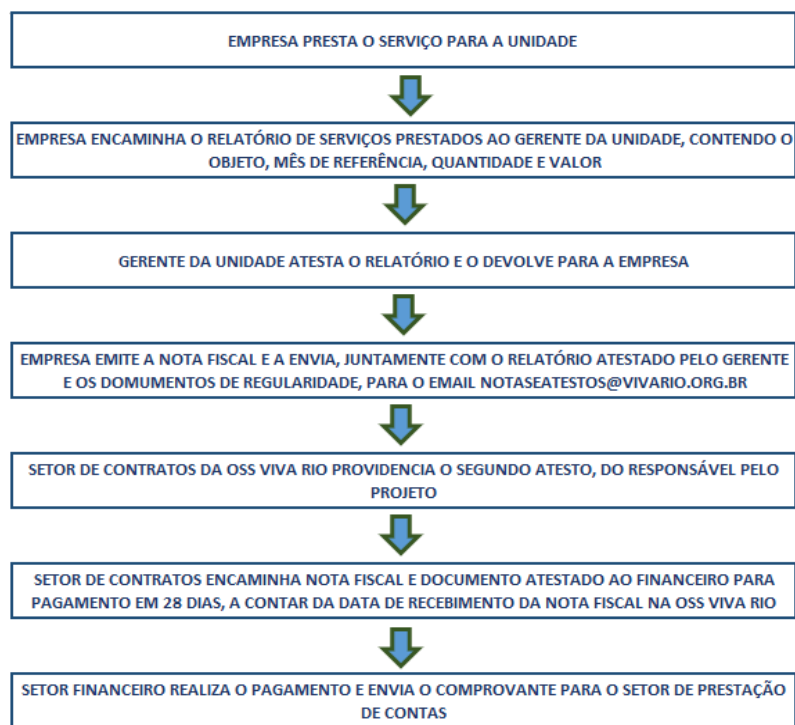 EMPRESA PRESTA O SERVIÇO PARA A UNIDADE
EMPRESA ENCAMINHA O RELATÓRIO DE SERVIÇOS PRESTADOS AO GERENTE DA UNIDADE, CONTENDO O
OBJETO, MÊS DE REFERÊNCIA, QUANTIDADE E VALOR
GERENTE DA UNIDADE ATESTA O RELATÓRIO E O DEVOLVE PARA A EMPRESA
EMPRESA EMITE A NOTA FISCAL E A ENVIA, JUNTAMENTE COM O RELATÓRIO ATESTADO PELO GERENTE
E OS DOMUMENTOS DE REGULARIDADE, PARA O EMAIL NOTASEATESTOS@VIVARIO.ORG.BR
SETOR DE CONTRATOS DA OSS VIVA RIO PROVIDENCIA O SEGUNDO ATESTO, DO RESPONSÁVEL PELO
PROJETO
SETOR DE CONTRATOS ENCAMINHA NOTA FISCAL E DOCUMENTO ATESTADO AO FINANCEIRO PARA
PAGAMENTO EM 28 DIAS, A CONTAR DA DATA DE RECEBIMENTO DA NOTA FISCAL NA OSS VIVA RIO
SETOR FINANCEIRO REALIZA O PAGAMENTO E ENVIA O COMPROVANTE PARA O SETOR DE PRESTAÇÃO
DE CONTAS